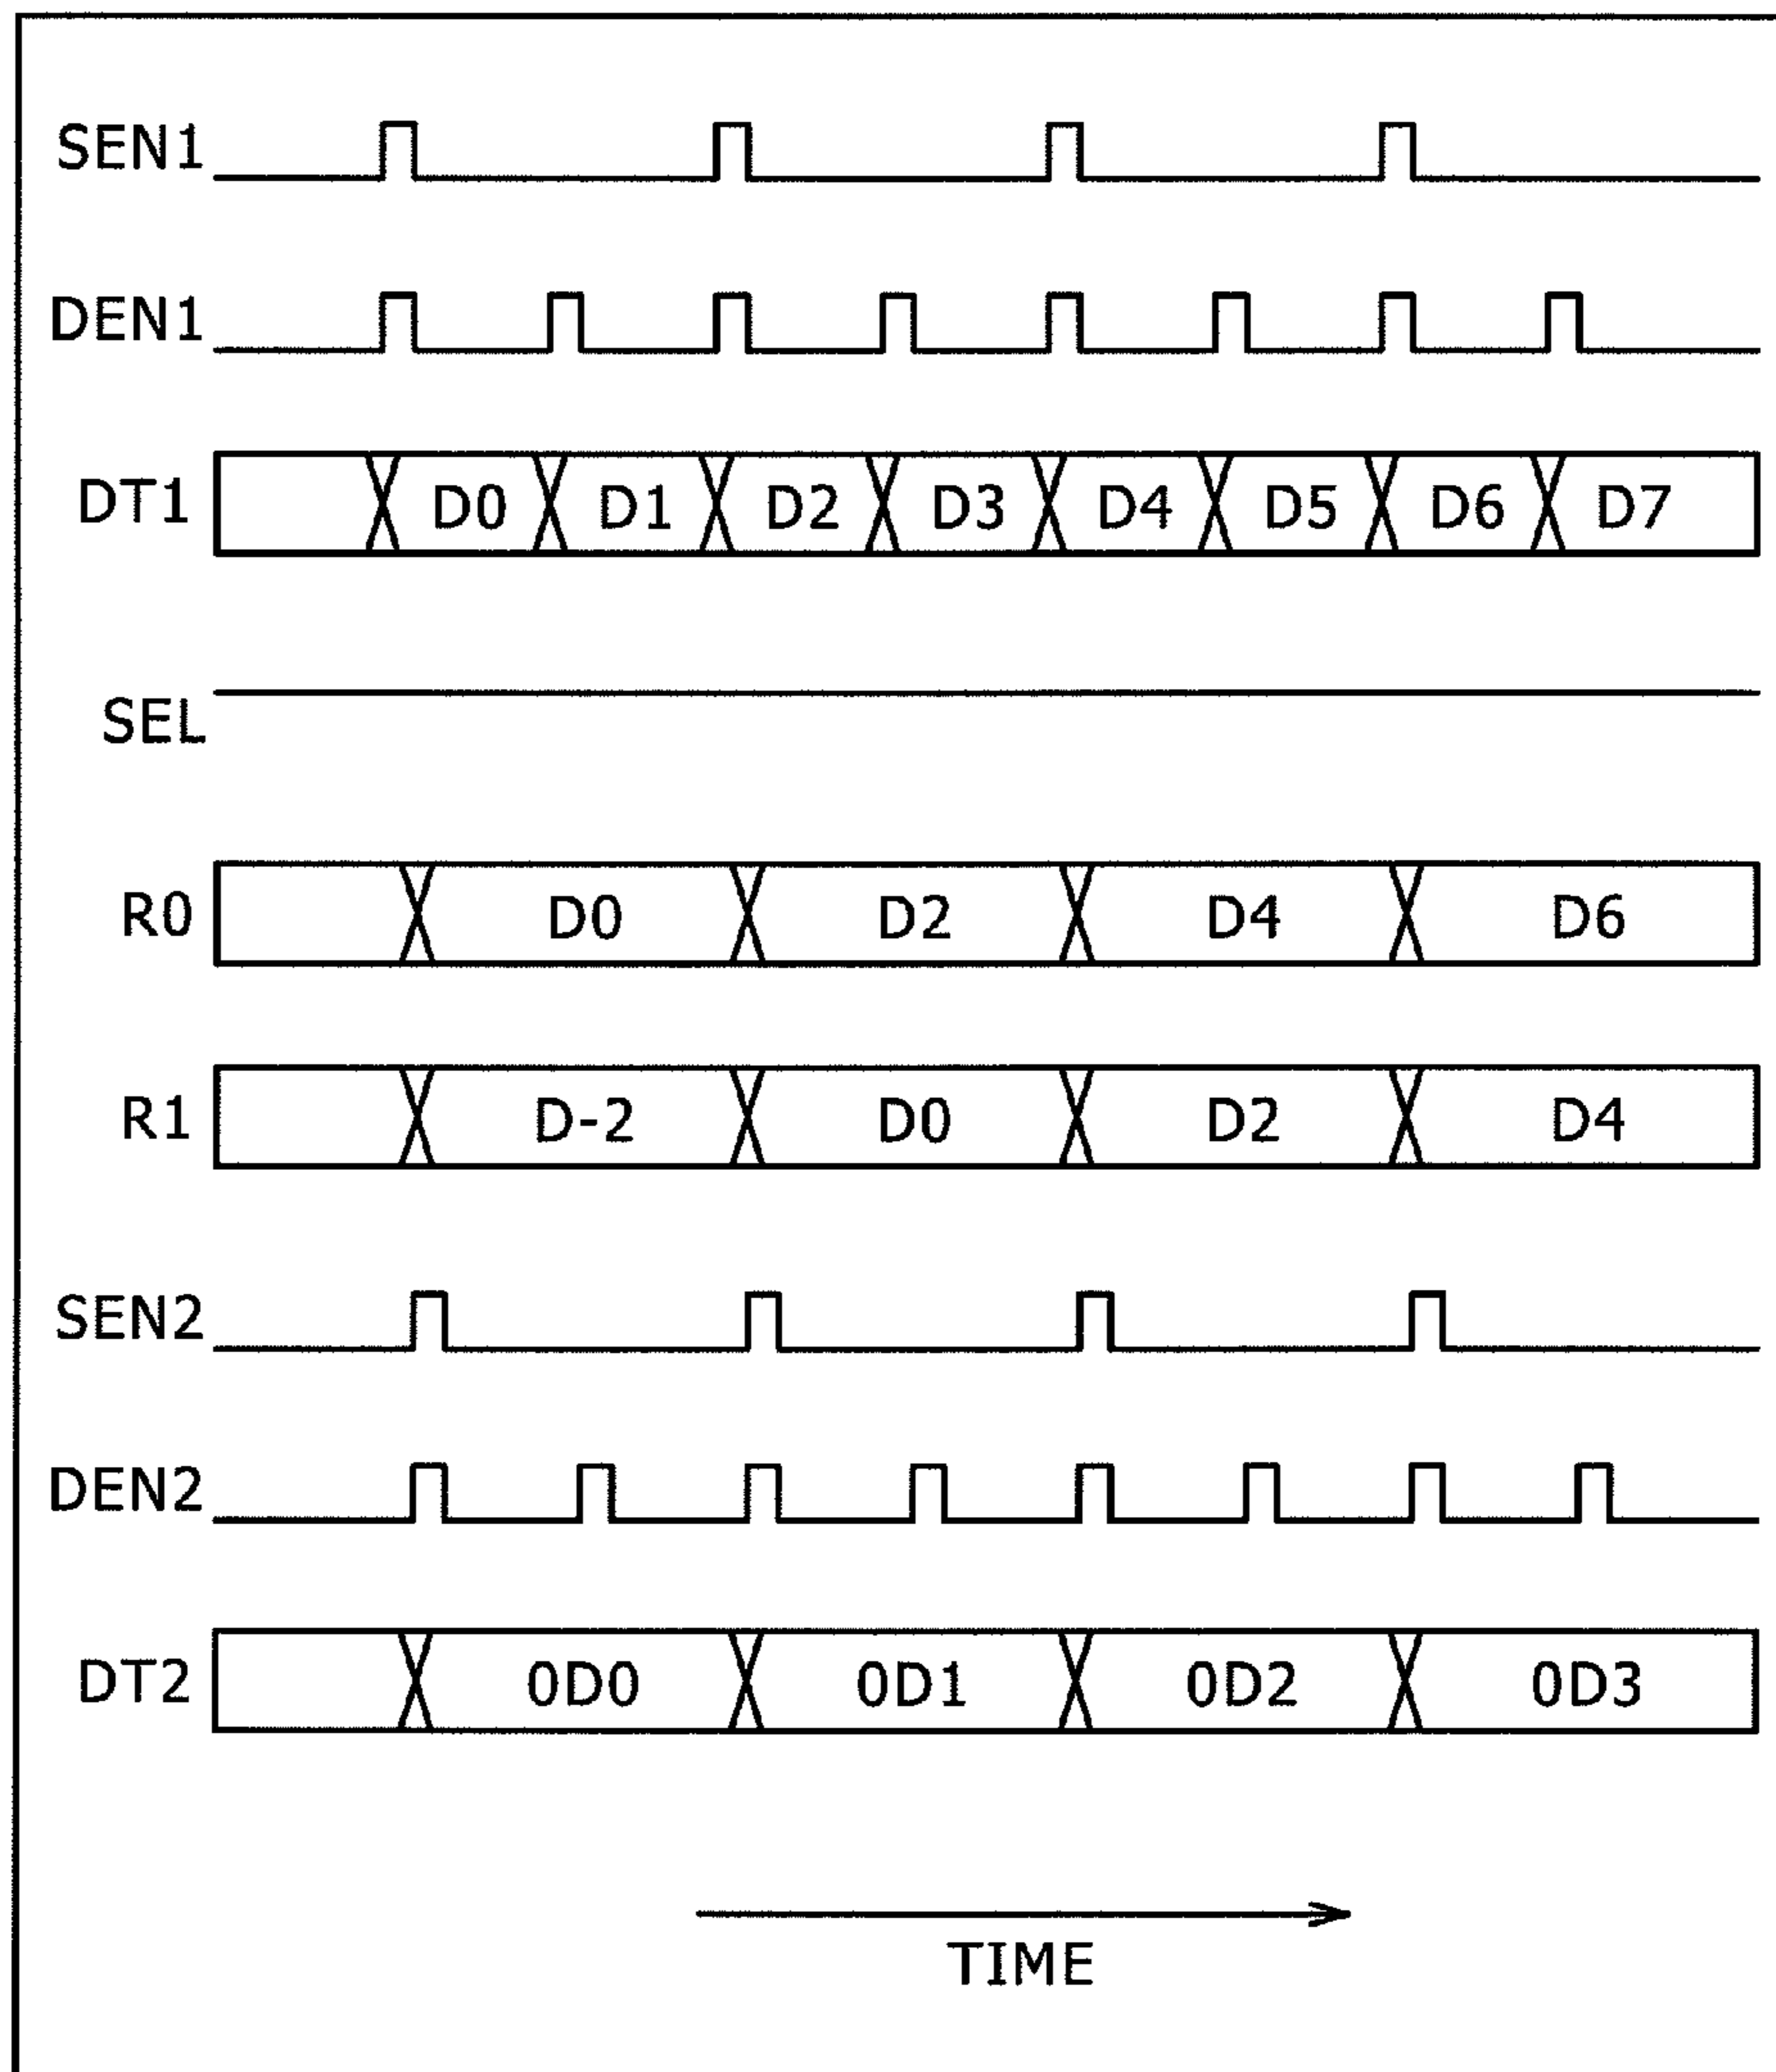 SEN1
DEN1
DT1 D0 D1 D2 D3 D4 D5 D6 D7
SEL
R0 D0 D2 D4 D6
R1 D-2 D0 D2 D4
SEN2
DEN2
DT2 0D0 0D1 0D2 0D3
TIME